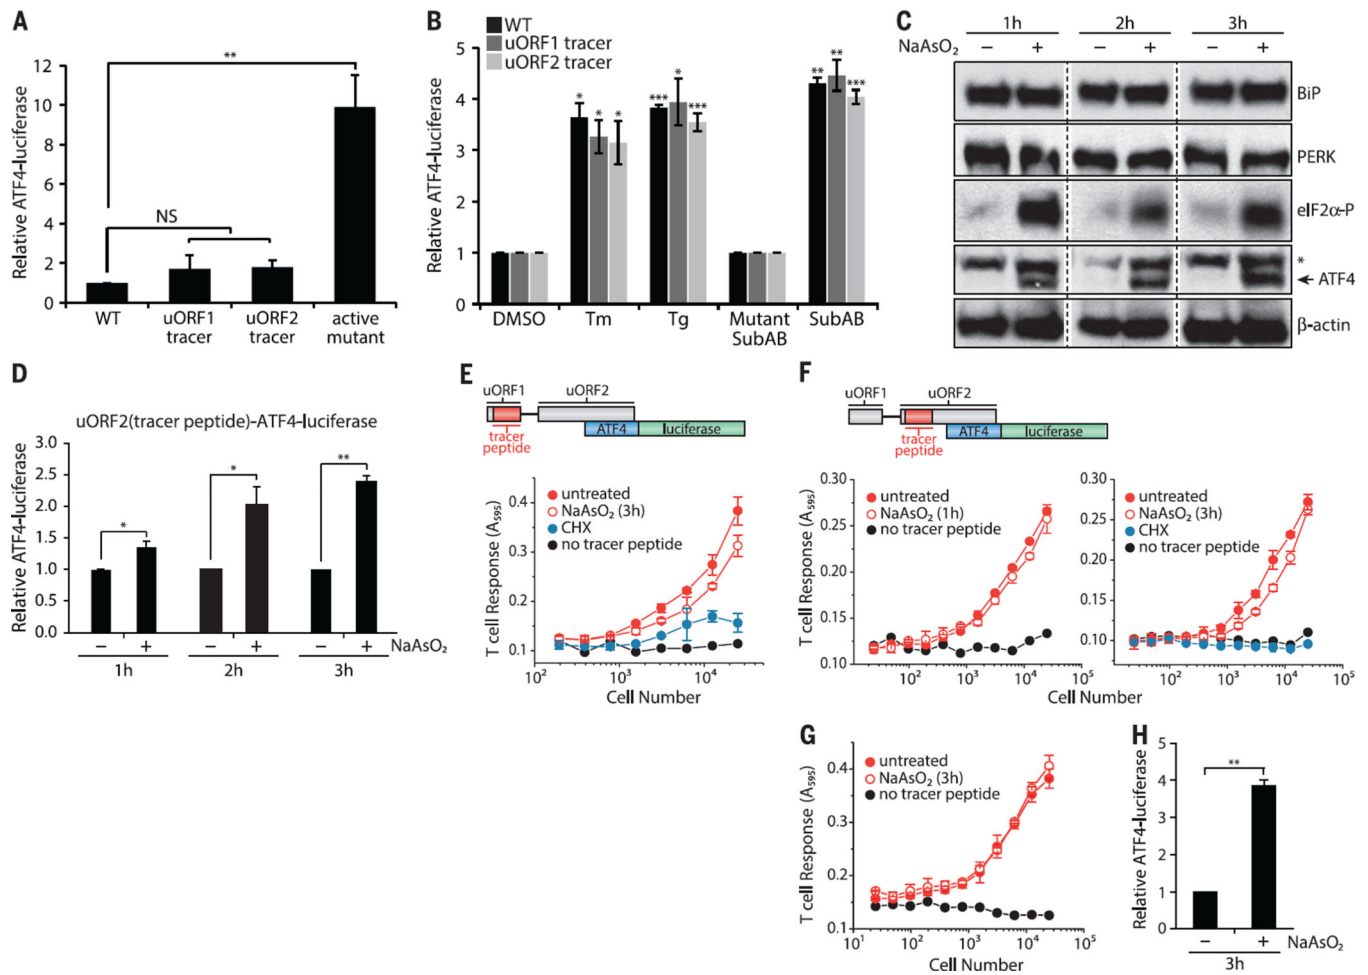 A
Relative ATF4-luciferase
12
10
8
6
4
2
0
**
NS
WT
uORF1 tracer
uORF2 tracer
active mutant
B
Relative ATF4-luciferase
5
4
3
2
1
0
WT
uORF1 tracer
uORF2 tracer
*
*
*
***
*
***
**
**
***
DMSO
Tm
Tg
Mutant SubAB
SubAB
C
1h
2h
3h
NaAsO₂
− + − + − +
BiP
PERK
eIF2α-P
*
ATF4
β-actin
D
uORF2(tracer peptide)-ATF4-luciferase
Relative ATF4-luciferase
3.0
2.5
2.0
1.5
1.0
0.5
0.0
*
*
**
− + − + − + NaAsO₂
1h
2h
3h
E
uORF1
uORF2
tracer peptide
ATF4
luciferase
T cell Response (A₅₉₅)
0.4
0.3
0.2
0.1
untreated
NaAsO₂ (3h)
CHX
no tracer peptide
10² 10³ 10⁴ 10⁵
Cell Number
F
uORF1
uORF2
tracer peptide
ATF4
luciferase
T cell Response (A₅₉₅)
0.30
0.25
0.20
0.15
0.10
untreated
NaAsO₂ (1h)
no tracer peptide
10² 10³ 10⁴ 10⁵
Cell Number
0.30
0.25
0.20
0.15
0.10
untreated
NaAsO₂ (3h)
CHX
no tracer peptide
10² 10³ 10⁴ 10⁵
Cell Number
G
T cell Response (A₅₉₅)
0.4
0.3
0.2
0.1
untreated
NaAsO₂ (3h)
no tracer peptide
10¹ 10² 10³ 10⁴ 10⁵
Cell Number
H
Relative ATF4-luciferase
5
4
3
2
1
0
**
− + NaAsO₂
3h